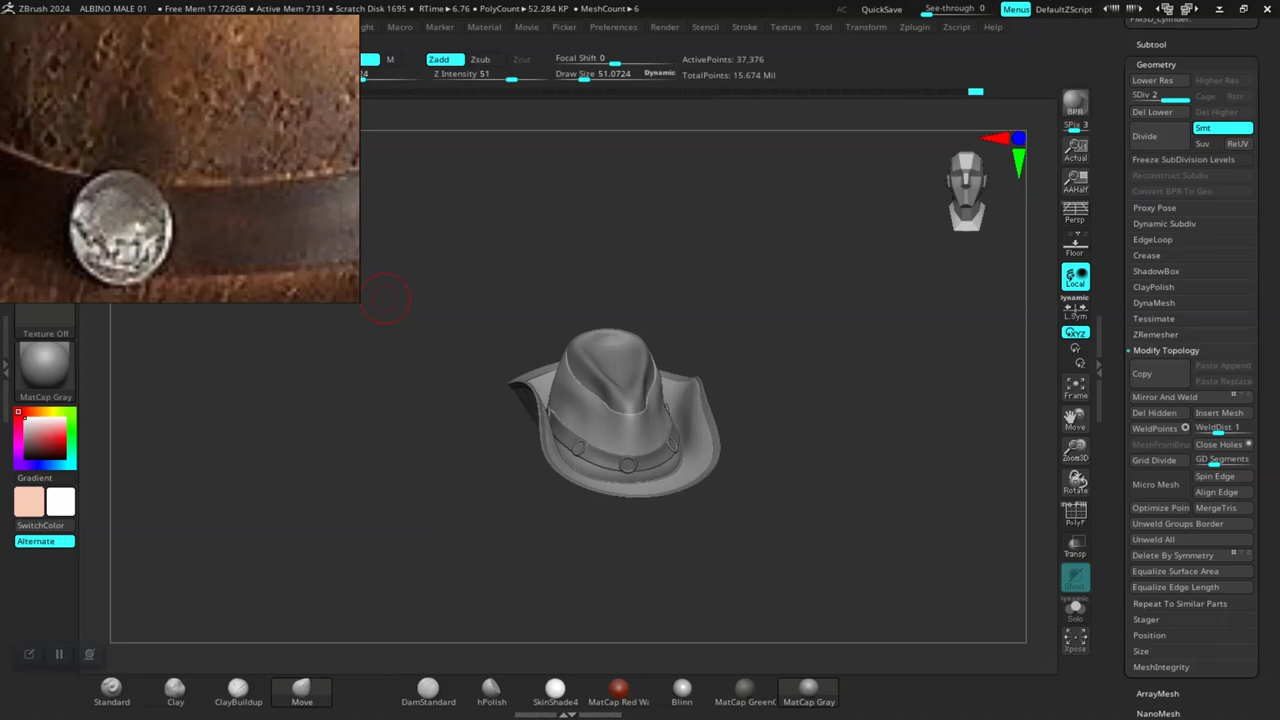 ZBrush 2024 ALBINO MALE 01 • Free Mem 17.726GB • Active Mem 7131 • Scratch Disk 1695 • RTime▸6.76 • PolyCount▸52.284 KP • MeshCount▸6 AC QuickSave See-through 0 Menus DefaultZScript
ght Macro Marker Material Movie Picker Preferences Render Stencil Stroke Texture Tool Transform Zplugin Zscript Help
M Zadd Zsub Zcur Focal Shift 0 ActivePoints: 37,376
24 Z Intensity 51 Draw Size 51.0724 Dynamic TotalPoints: 15.674 Mil
Texture Off
MatCap Gray
Gradient
SwitchColor
Alternate
BPR
SPix 3
Actual
AAHalf
Persp
Floor
Local
Dynamic
L.Sym
XYZ
Frame
Move
Zoom3D
Rotate
PolyF
Transp
Ghost
Dynamic
Solo
Xpose
Subtool
Geometry
Lower Res Higher Res
SDiv 2 Cage Rstr
Del Lower Del Higher
Divide Smt
Suv ReUV
Freeze SubDivision Levels
Reconstruct Subdiv
Convert BPR To Geo
Proxy Pose
Dynamic Subdiv
EdgeLoop
Crease
ShadowBox
ClayPolish
DynaMesh
Tessimate
ZRemesher
Modify Topology
Copy Paste Append
Paste Replace
Mirror And Weld
Del Hidden Insert Mesh
WeldPoints WeldDist 1
MeshFromBru Close Holes
Grid Divide GD Segments
Micro Mesh Spin Edge
Align Edge
Optimize Poin MergeTris
Unweld Groups Border
Unweld All
Delete By Symmetry
Equalize Surface Area
Equalize Edge Length
Repeat To Similar Parts
Stager
Position
Size
MeshIntegrity
ArrayMesh
NanoMesh
Standard Clay ClayBuildup Move DamStandard hPolish SkinShade4 MatCap Red Wa Blinn MatCap GreenC MatCap Gray